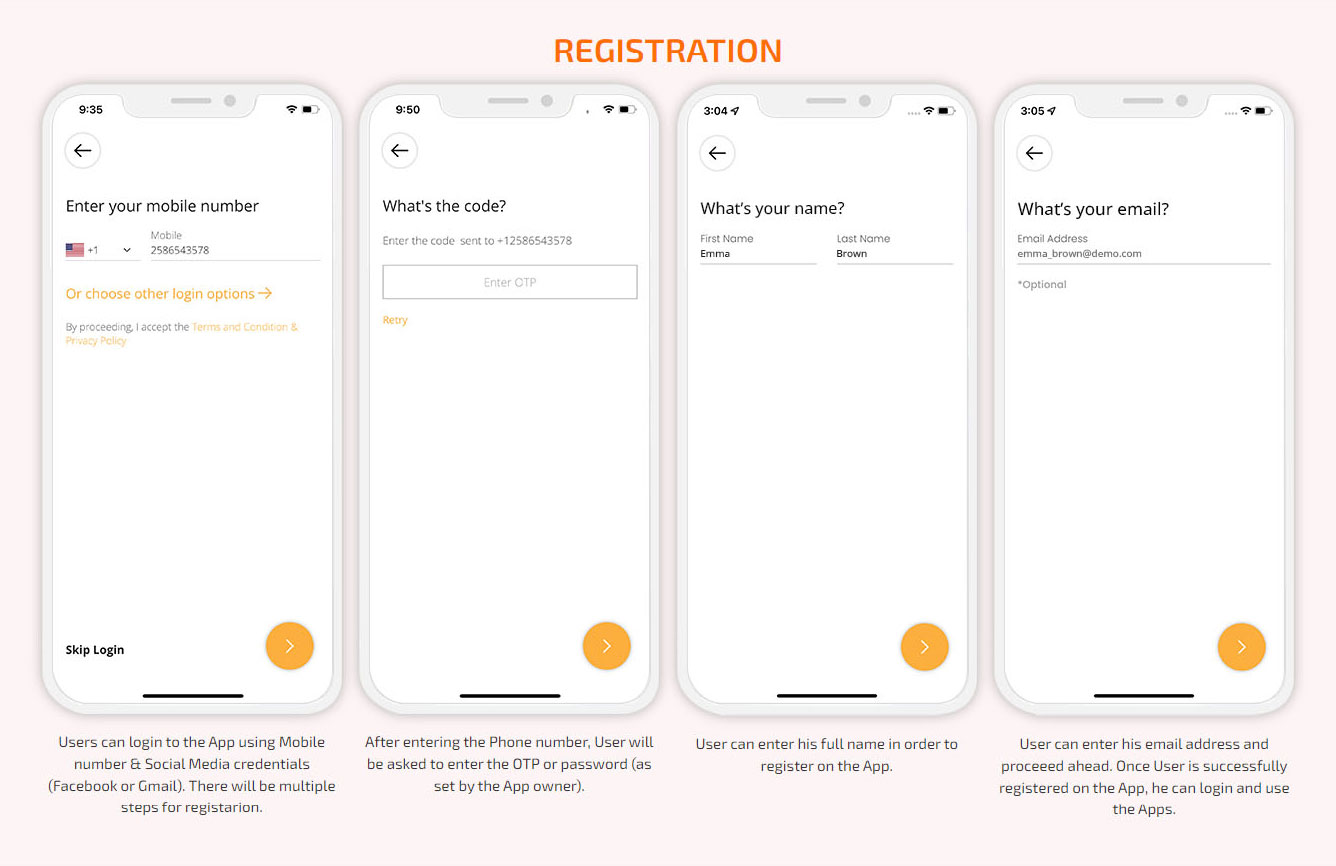 REGISTRATION
9:35
Enter your mobile number
Mobile
+1 2586543578
Or choose other login options
By proceeding, I accept the Terms and Condition &
Privacy Policy
Skip Login
Users can login to the App using Mobile
number & Social Media credentials
(Facebook or Gmail). There will be multiple
steps for registarion.
9:50
What's the code?
Enter the code sent to +12586543578
Enter OTP
Retry
After entering the Phone number, User will
be asked to enter the OTP or password (as
set by the App owner).
3:04
What's your name?
First Name Last Name
Emma Brown
User can enter his full name in order to
register on the App.
3:05
What's your email?
Email Address
emma_brown@demo.com
*Optional
User can enter his email address and
proceeed ahead. Once User is successfully
registered on the App, he can login and use
the Apps.